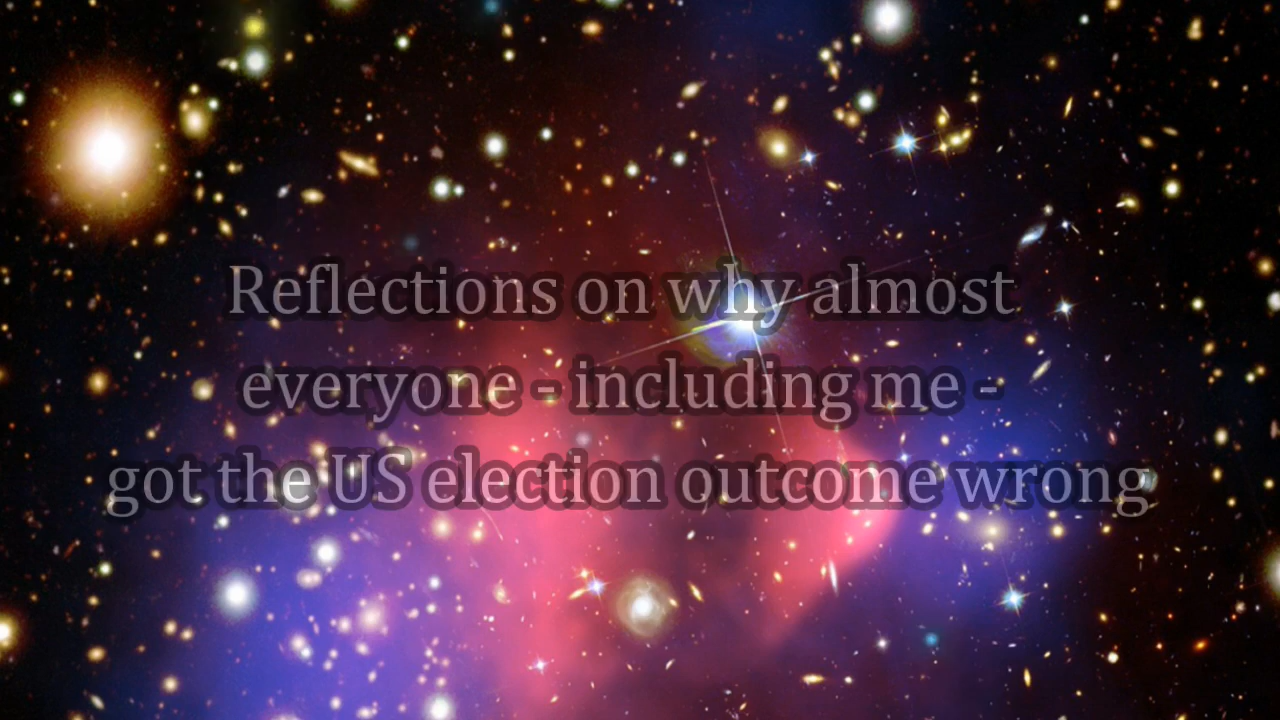 Reflections on why almost
everyone - including me -
got the US election outcome wrong